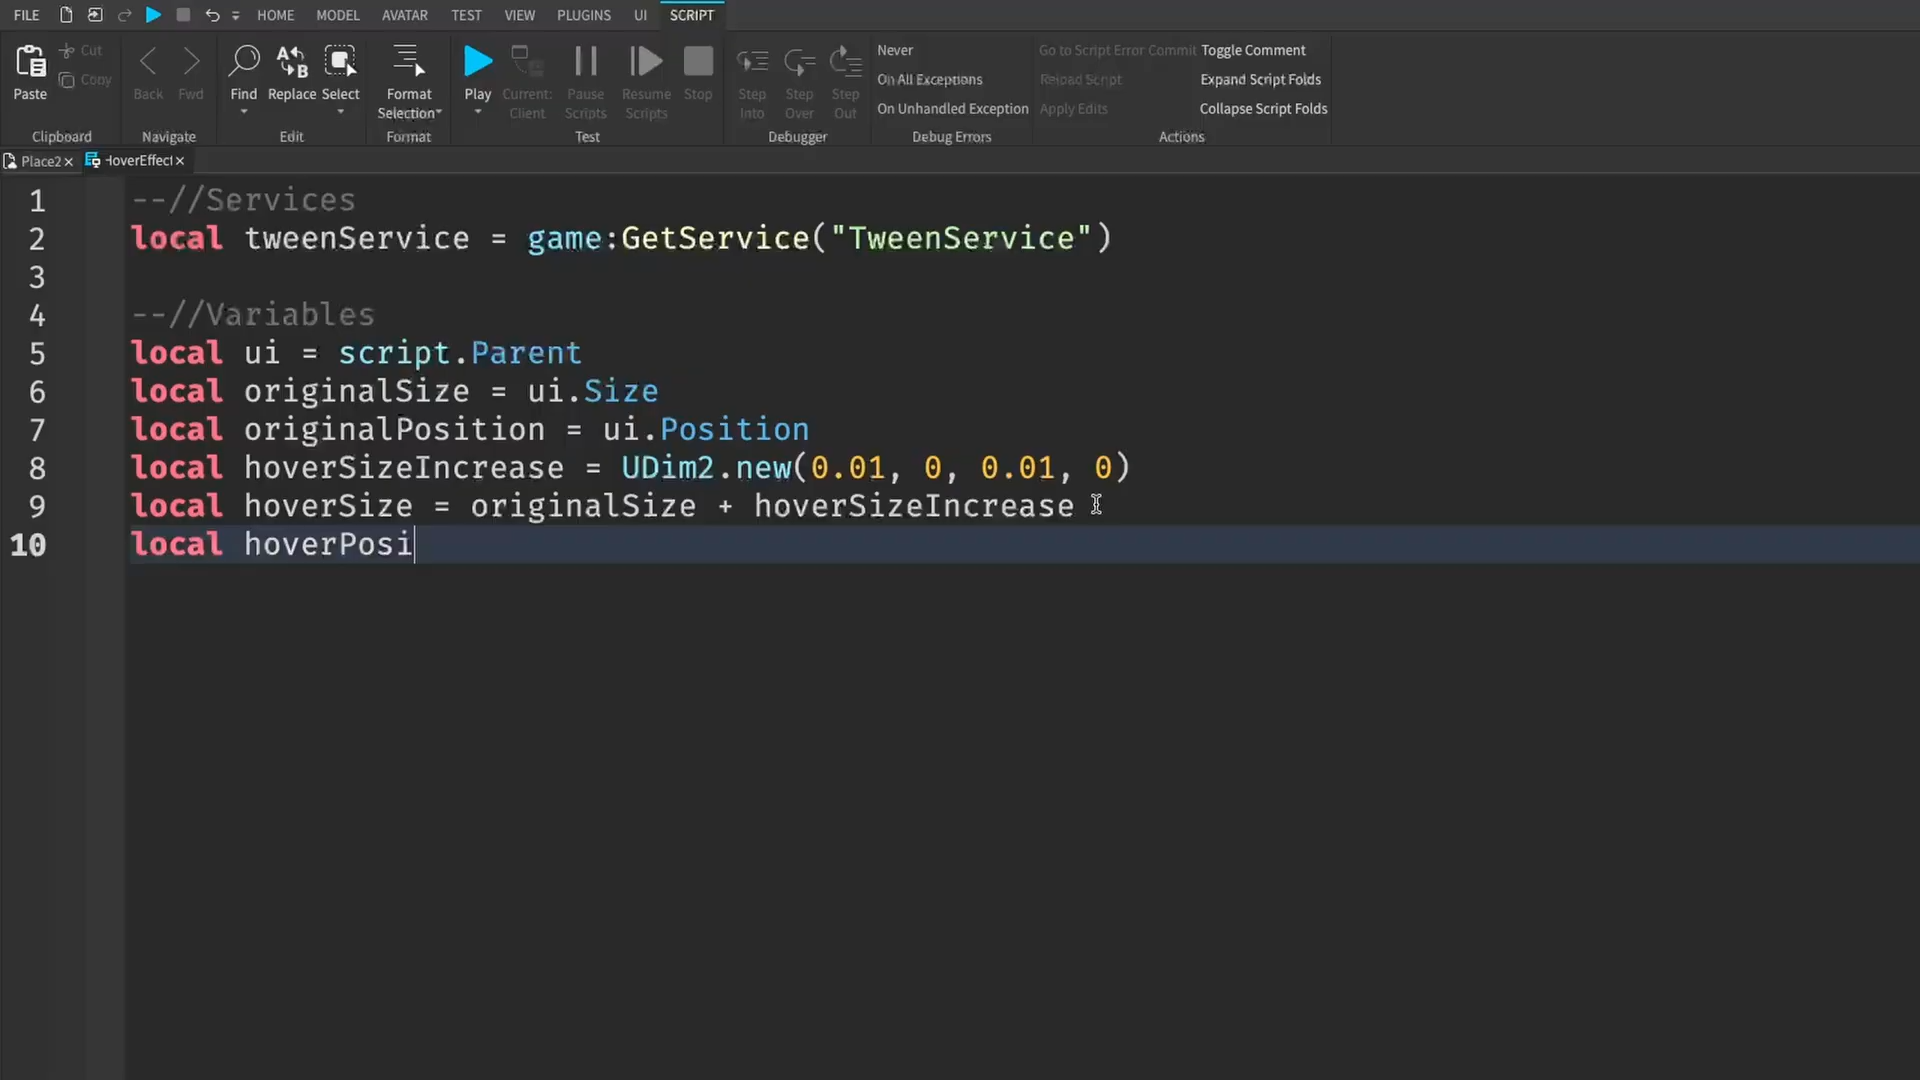 FILE HOME MODEL AVATAR TEST VIEW PLUGINS UI SCRIPT
Paste
Cut
Copy
Clipboard
Back Fwd
Navigate
Find Replace Select
Edit
Format
Selection
Format
Play
Current:
Client
Pause
Scripts
Resume
Scripts
Stop
Test
Step
Into
Step
Over
Step
Out
Debugger
Never
On All Exceptions
On Unhandled Exception
Debug Errors
Go to Script Error Commit
Reload Script
Apply Edits
Toggle Comment
Expand Script Folds
Collapse Script Folds
Actions
Place2 × HoverEffect ×
1 --//Services
2 local tweenService = game:GetService("TweenService")
3
4 --//Variables
5 local ui = script.Parent
6 local originalSize = ui.Size
7 local originalPosition = ui.Position
8 local hoverSizeIncrease = UDim2.new(0.01, 0, 0.01, 0)
9 local hoverSize = originalSize + hoverSizeIncrease
10 local hoverPosi